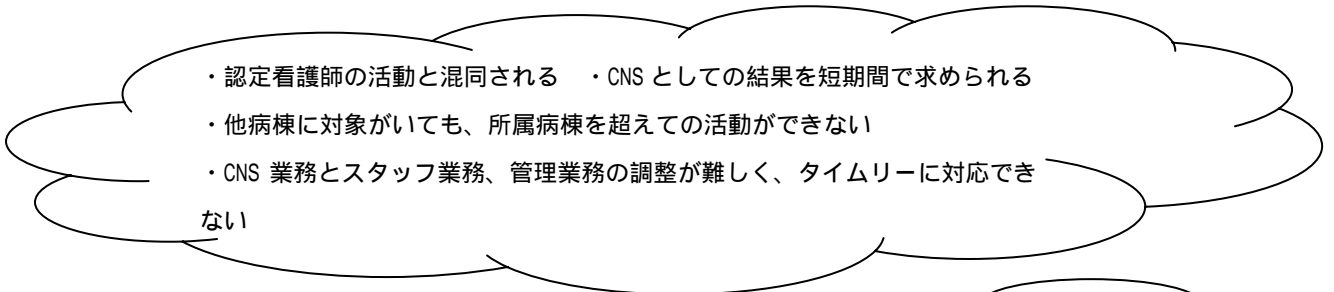 ・認定看護師の活動と混同される　・CNS としての結果を短期間で求められる
・他病棟に対象がいても、所属病棟を超えての活動ができない
・CNS 業務とスタッフ業務、管理業務の調整が難しく、タイムリーに対応でき
ない